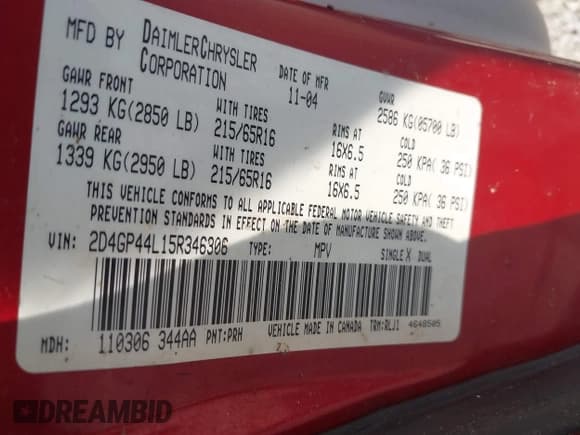 MFD BY DAIMLERCHRYSLER CORPORATION DATE OF MFR 11-04 GVWR 2586 KG(05700 LB)
GAWR FRONT WITH TIRES RIMS AT COLD
1293 KG(2850 LB) 215/65R16 16X6.5 250 KPA( 36 PSI)
GAWR REAR WITH TIRES RIMS AT COLD
1339 KG(2950 LB) 215/65R16 16X6.5 250 KPA( 36 PSI)
THIS VEHICLE CONFORMS TO ALL APPLICABLE FEDERAL MOTOR VEHICLE SAFETY AND THEFT
PREVENTION STANDARDS IN EFFECT ON THE DATE OF MANUFACTURE SHOWN ABOVE.
VIN: 2D4GP44L15R346306 TYPE: MPV SINGLE X DUAL
MDH: 110306 344AA PNT:PRH VEHICLE MADE IN CANADA TRM:RLJ1 4648505
DREAMBID